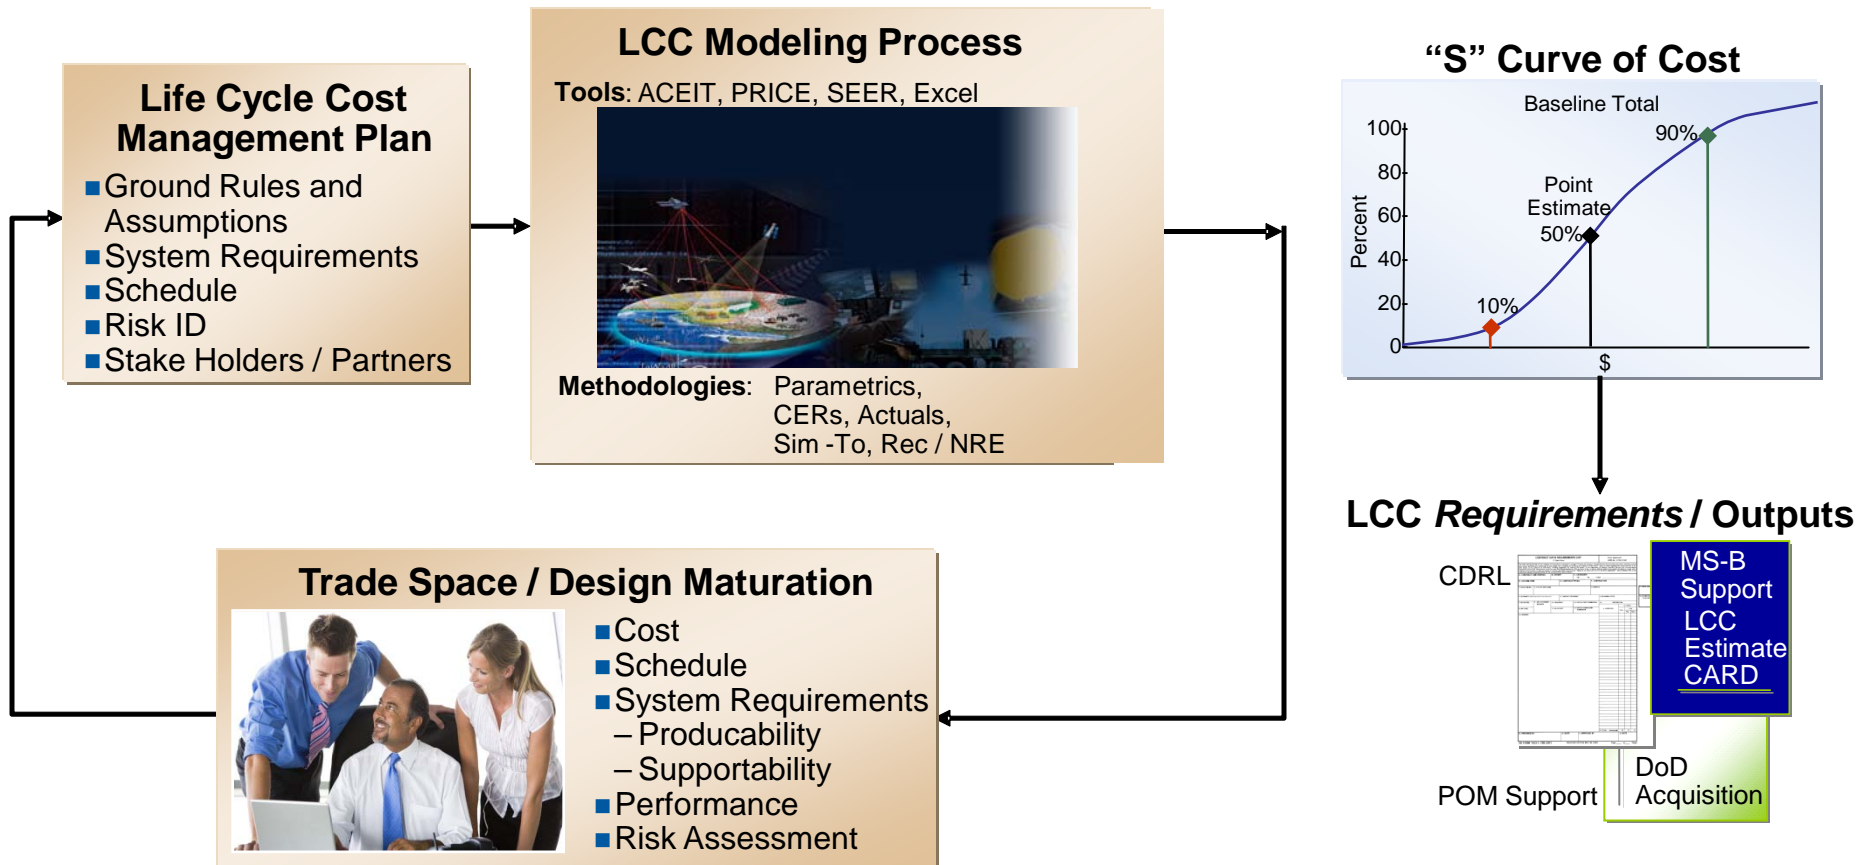 Life Cycle Cost
Management Plan
Ground Rules and
Assumptions
System Requirements
Schedule
Risk ID
Stake Holders / Partners
LCC Modeling Process
Tools: ACEIT, PRICE, SEER, Excel
Methodologies: Parametrics,
CERs, Actuals,
Sim -To, Rec / NRE
“S” Curve of Cost
Baseline Total
100
90%
80
Point
Estimate
60
50%
40
20
10%
0
Percent
$
LCC Requirements / Outputs
CDRL
MS-B
Support
LCC
Estimate
CARD
POM Support
DoD
Acquisition
Trade Space / Design Maturation
Cost
Schedule
System Requirements
– Producability
– Supportability
Performance
Risk Assessment